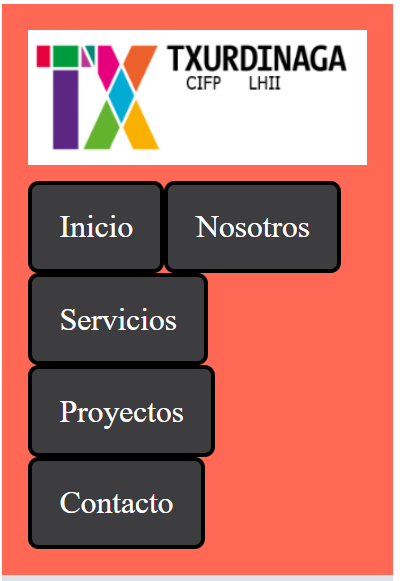 TX TXURDINAGA
CIFP LHII
Inicio Nosotros
Servicios
Proyectos
Contacto